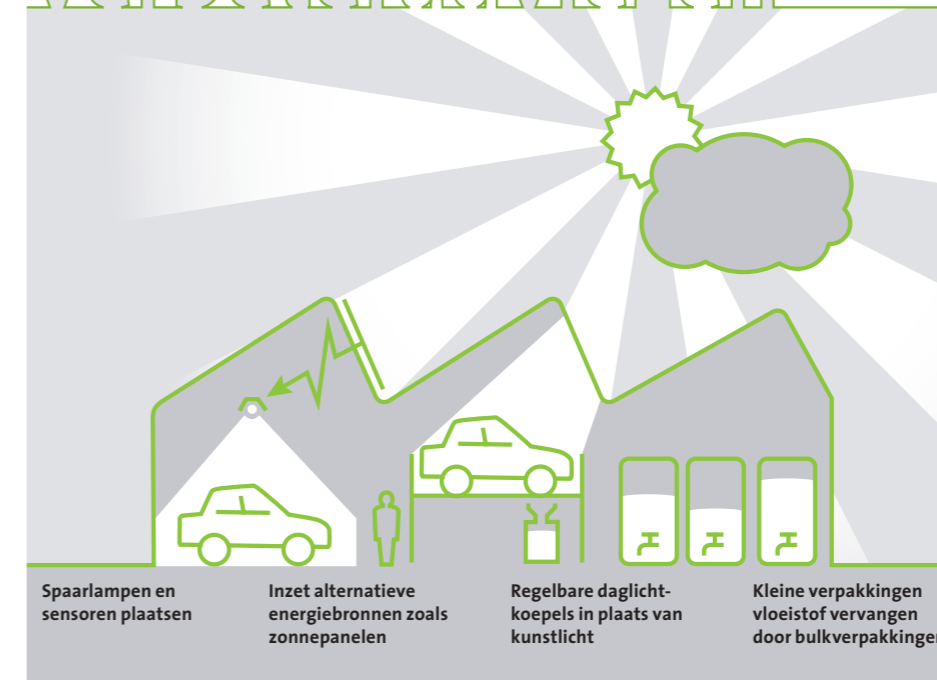 Spaarlampen en
sensoren plaatsen
Inzet alternatieve
energiebronnen zoals
zonnepanelen
Regelbare daglicht-
koepels in plaats van
kunstlicht
Kleine verpakkingen
vloeistof vervangen
door bulkverpakkingen